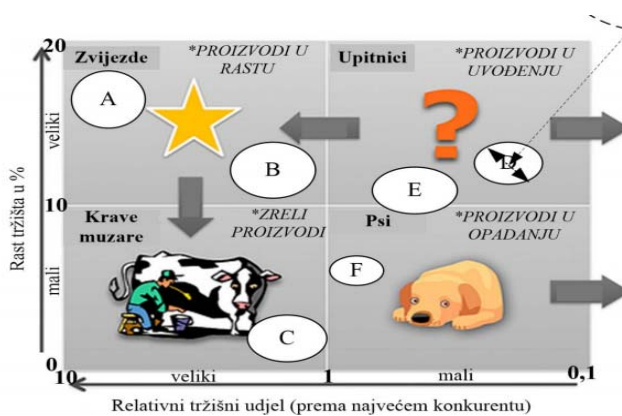 20
Zvijezde
*PROIZVODI U
RASTU
Upitnici
*PROIZVODI U
UVOĐENJU
A
B
E
Rast tržišta u %
veliki
mali
10
Krave
muzare
*ZRELI
PROIZVODI
Psi
*PROIZVODI U
OPADANJU
F
C
0
10
veliki
1
mali
0,1
Relativni tržišni udjel (prema najvećem konkurentu)